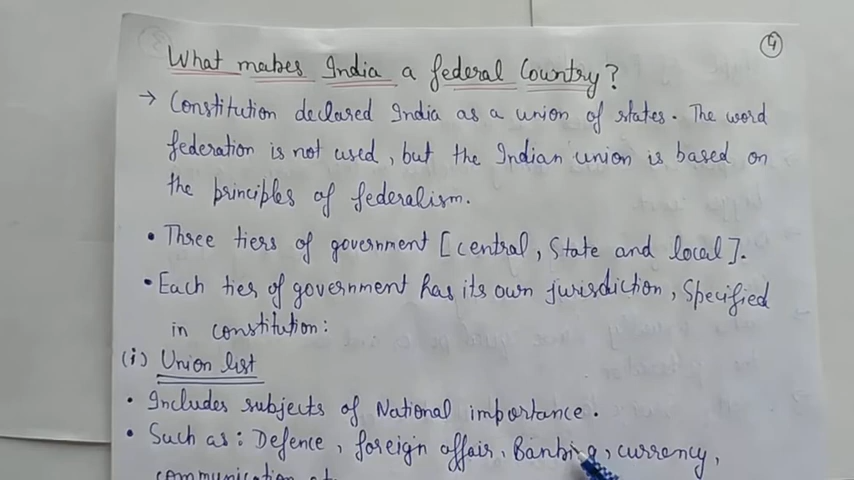 4
What makes India a federal Country?
→ Constitution declared India as a union of states. The word
federation is not used, but the Indian union is based on
the principles of federalism.
• Three tiers of government [central, State and local].
• Each tier of government has its own jurisdiction, Specified
in constitution:
(i) Union list
• Includes subjects of National importance.
• Such as: Defence, foreign affair, Banking, currency,
communication